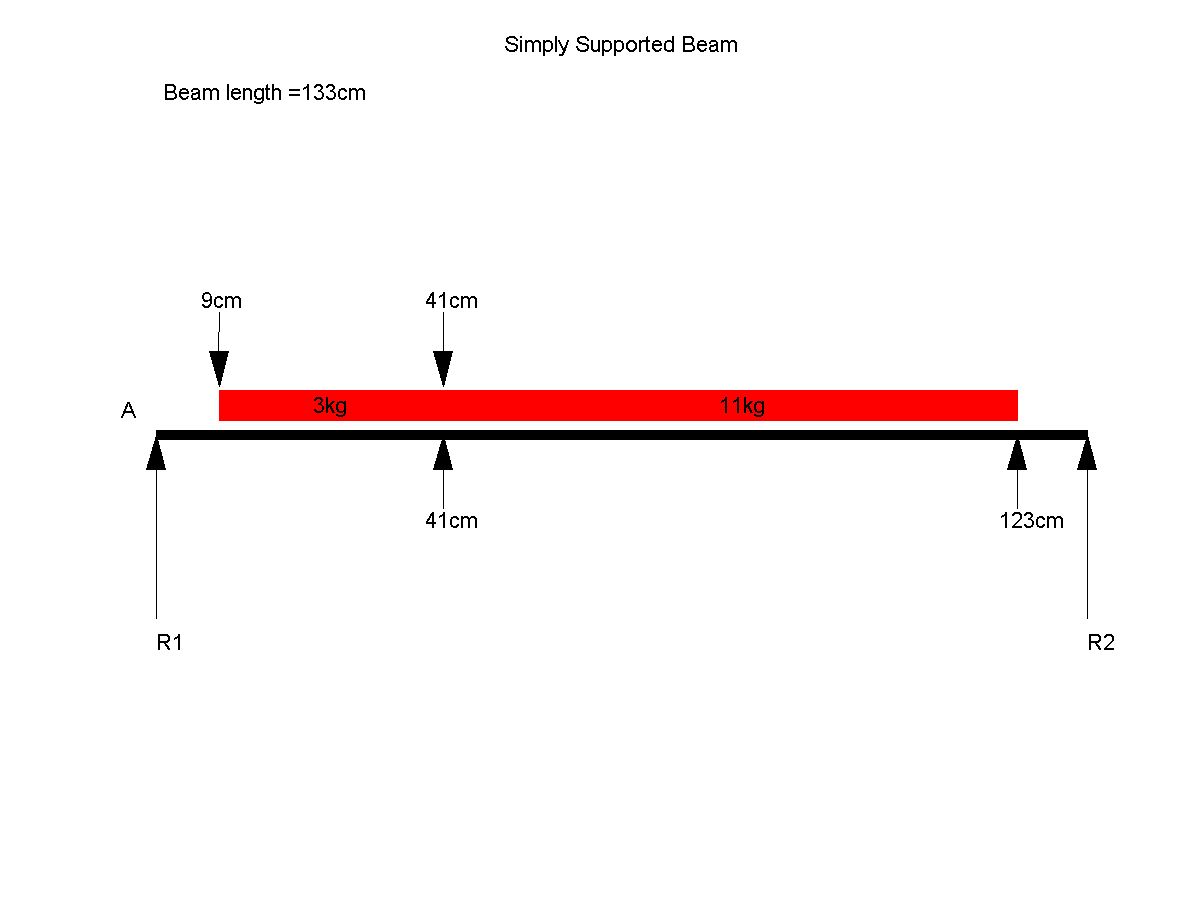 Simply Supported Beam
Beam length =133cm
9cm
41cm
3kg
11kg
A
41cm
123cm
R1
R2